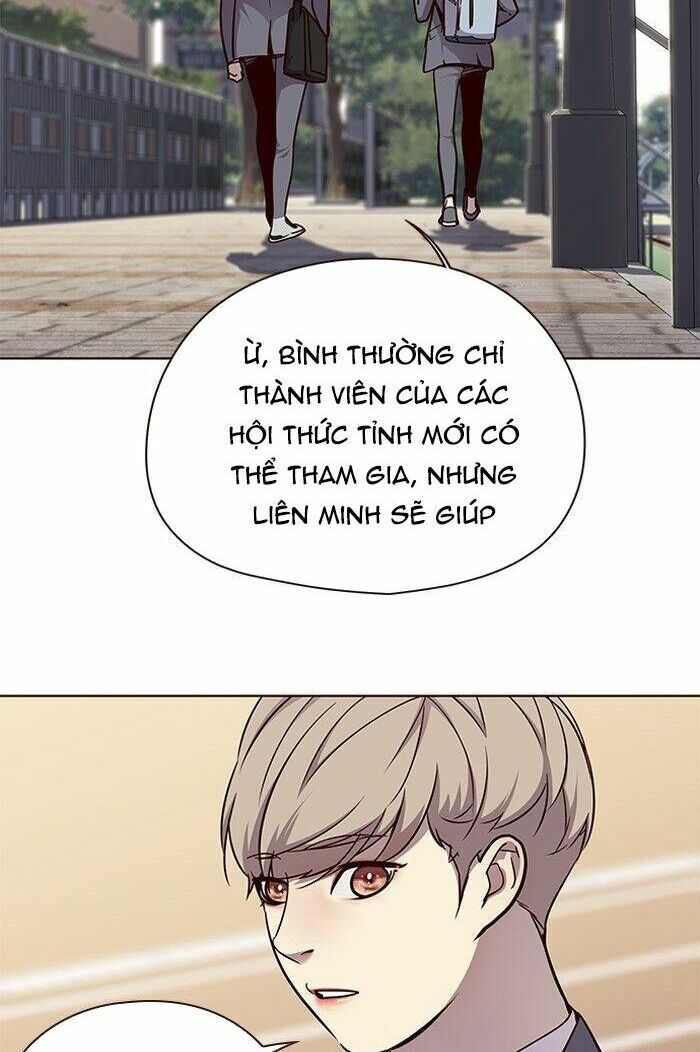 Ừ, BÌNH THƯỜNG CHỈ
THÀNH VIÊN CỦA CÁC
HỘI THỨC TỈNH MỚI CÓ
THỂ THAM GIA, NHƯNG
LIÊN MINH SẼ GIÚP